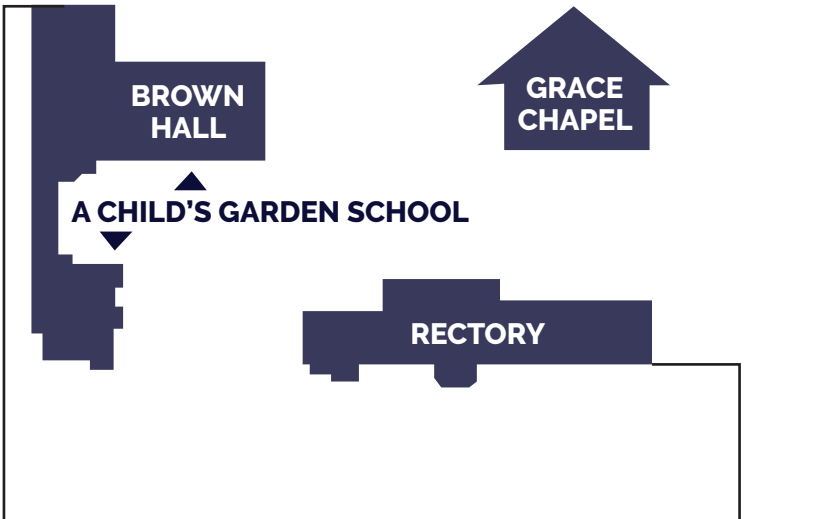 BROWN
HALL
GRACE
CHAPEL
A CHILD’S GARDEN SCHOOL
RECTORY